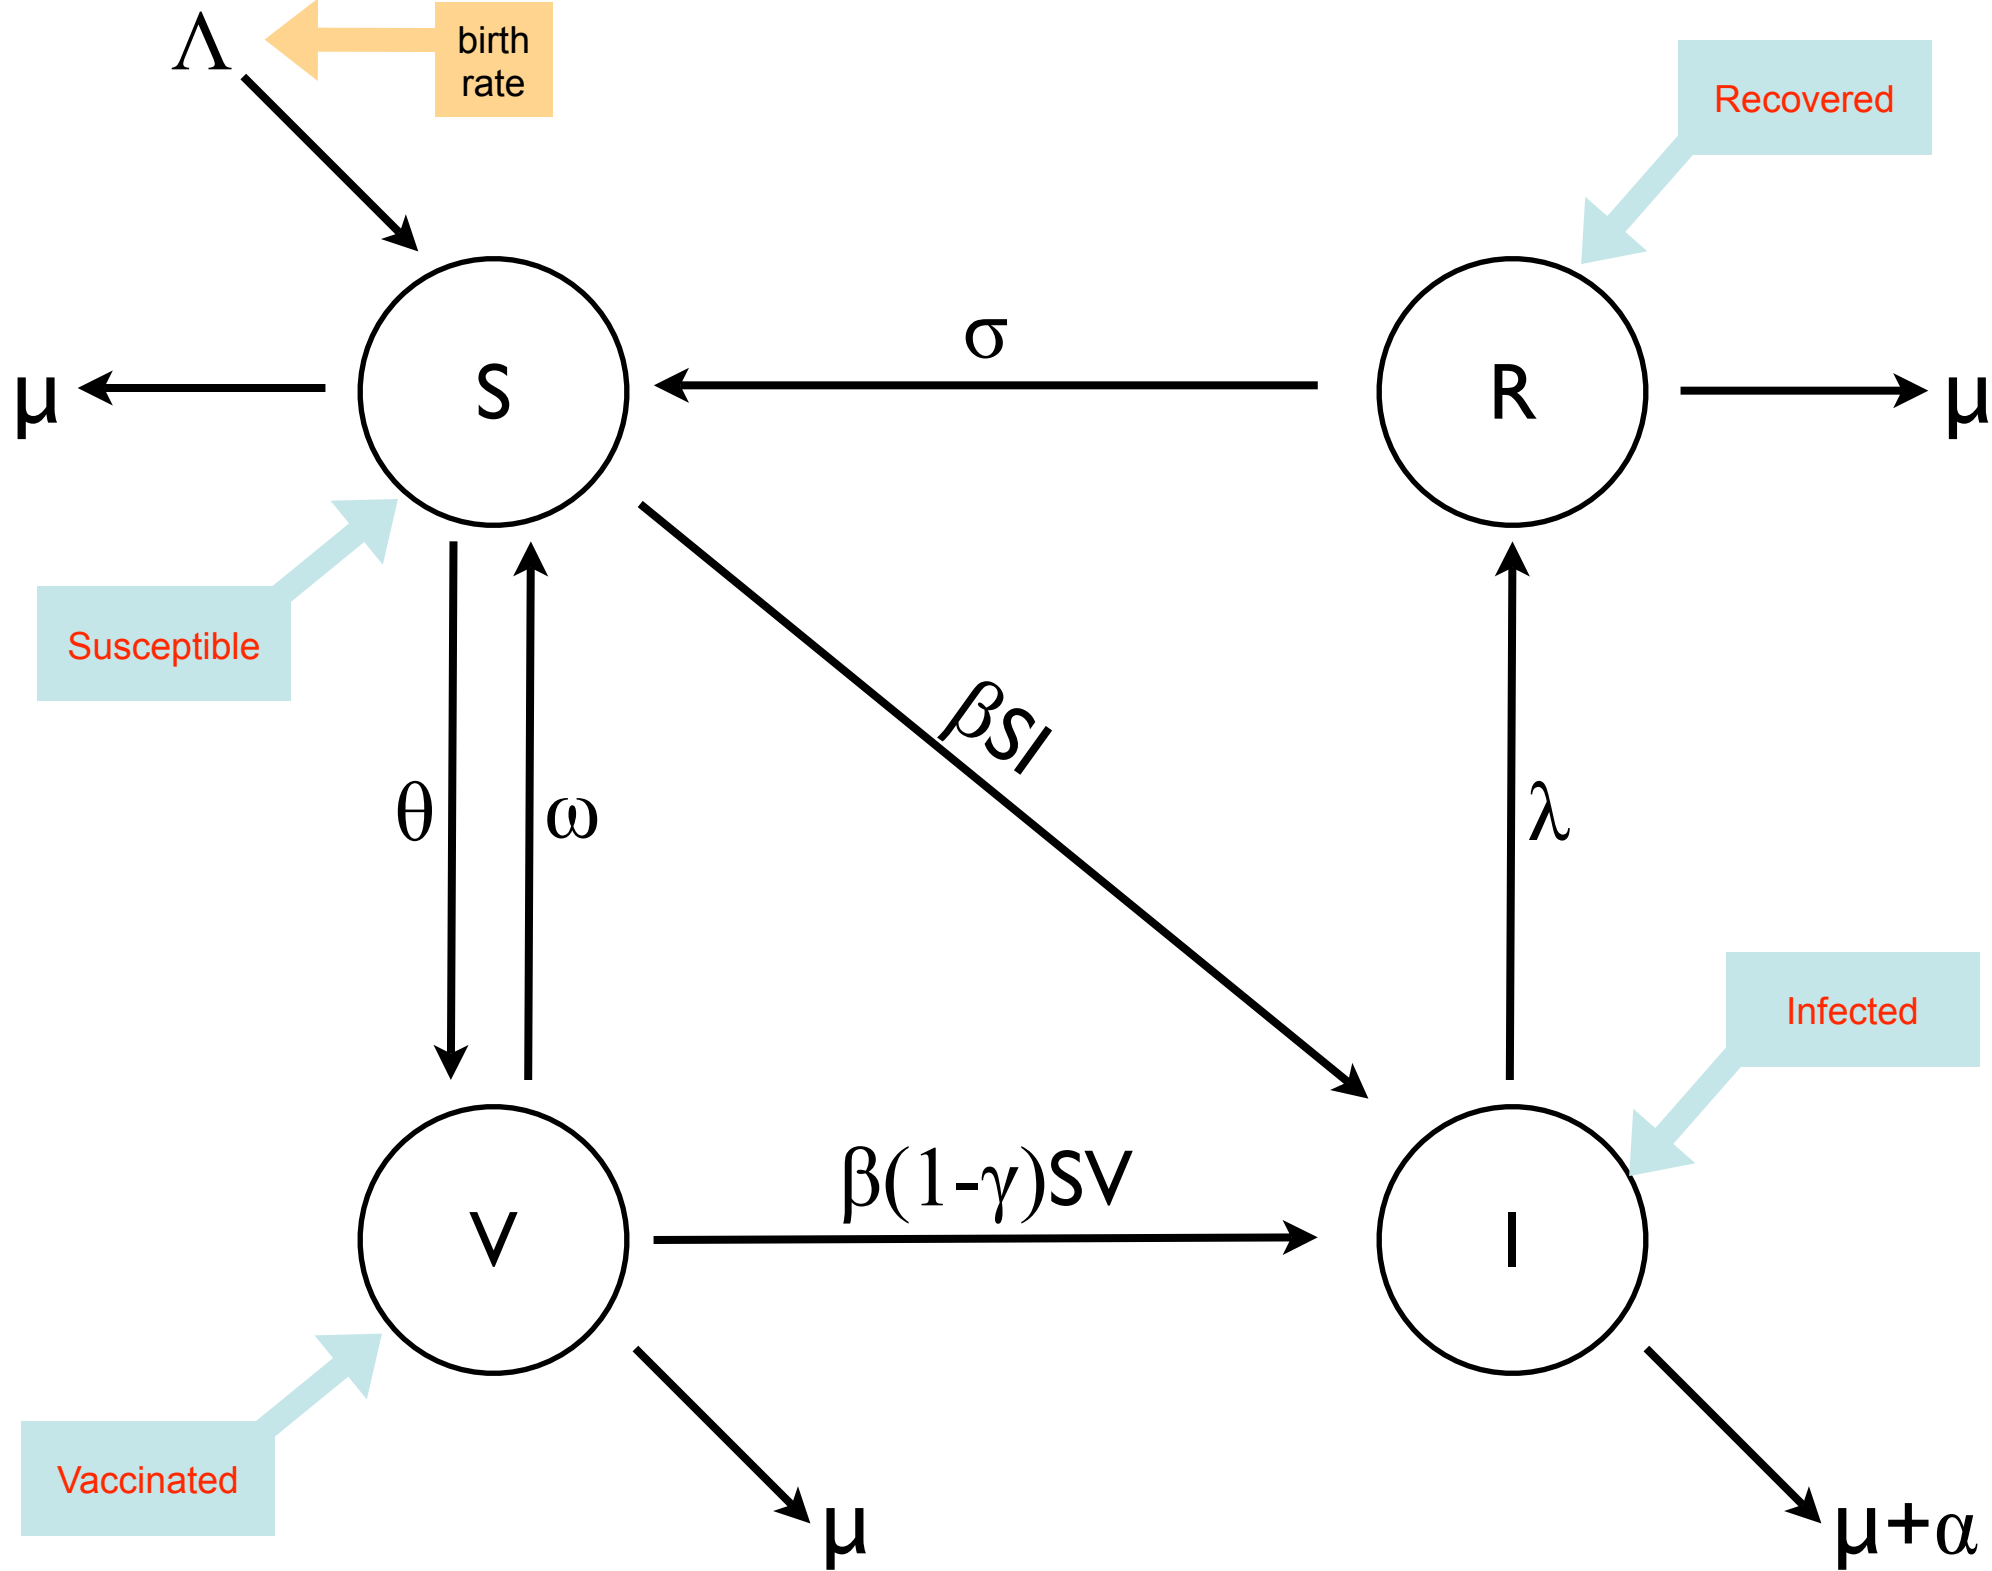 Λ
birth
rate
Recovered
S
σ
R
μ
μ
Susceptible
βSI
θ
ω
λ
Infected
β(1-γ)SV
V
I
Vaccinated
μ
μ+α